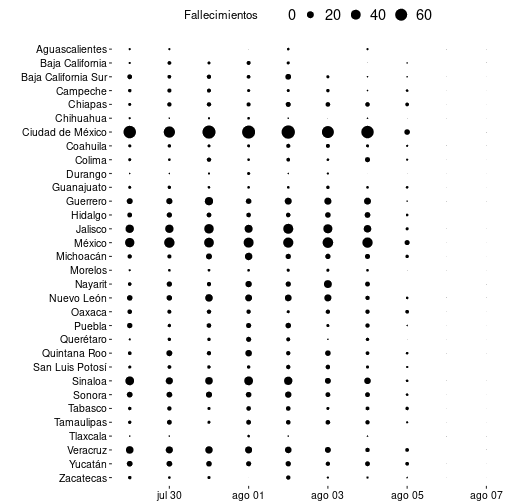 Fallecimientos 0 20 40 60
Aguascalientes
Baja California
Baja California Sur
Campeche
Chiapas
Chihuahua
Ciudad de México
Coahuila
Colima
Durango
Guanajuato
Guerrero
Hidalgo
Jalisco
México
Michoacán
Morelos
Nayarit
Nuevo León
Oaxaca
Puebla
Querétaro
Quintana Roo
San Luis Potosí
Sinaloa
Sonora
Tabasco
Tamaulipas
Tlaxcala
Veracruz
Yucatán
Zacatecas
jul 30 ago 01 ago 03 ago 05 ago 07